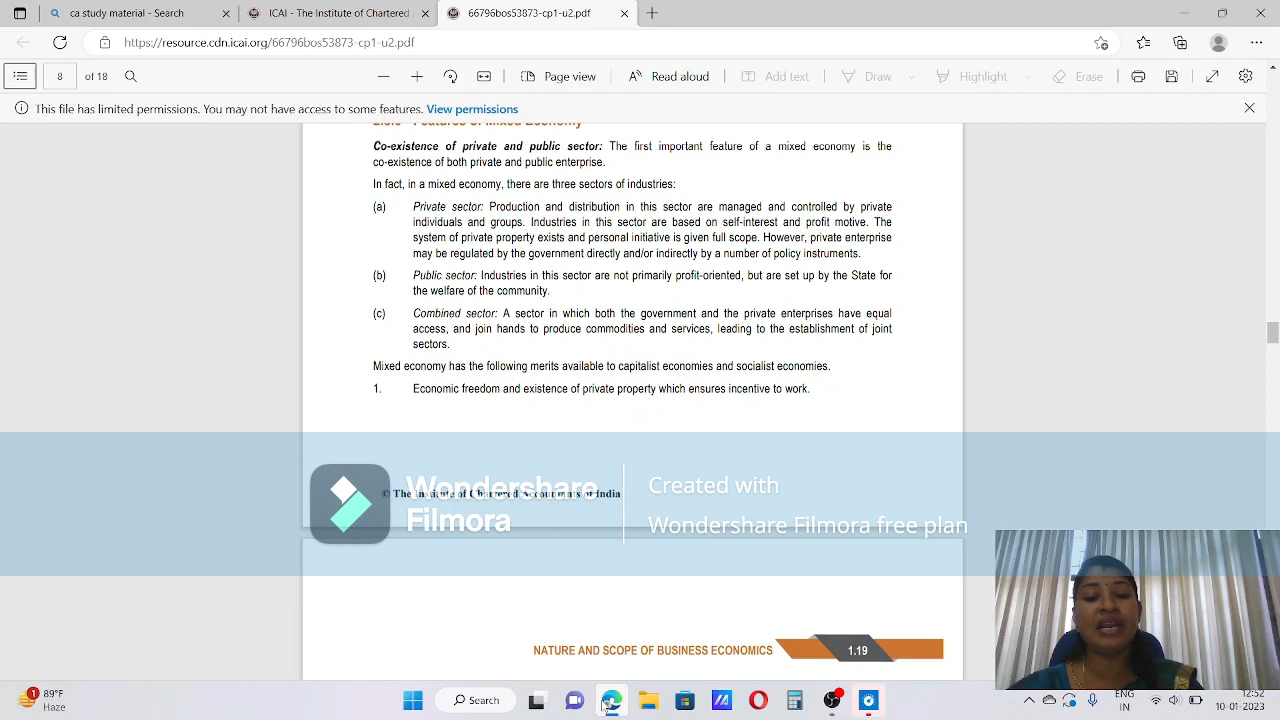 ca study material - Search
ICAI - The Institute of Chartered
66796bos53873-cp1-u2.pdf
https://resource.cdn.icai.org/66796bos53873-cp1-u2.pdf
8 of 18
Page view
Read aloud
Add text
Draw
Highlight
Erase
This file has limited permissions. You may not have access to some features. View permissions
Features of Mixed Economy
Co-existence of private and public sector: The first important feature of a mixed economy is the
co-existence of both private and public enterprise.
In fact, in a mixed economy, there are three sectors of industries:
(a) Private sector: Production and distribution in this sector are managed and controlled by private
individuals and groups. Industries in this sector are based on self-interest and profit motive. The
system of private property exists and personal initiative is given full scope. However, private enterprise
may be regulated by the government directly and/or indirectly by a number of policy instruments.
(b) Public sector: Industries in this sector are not primarily profit-oriented, but are set up by the State for
the welfare of the community.
(c) Combined sector: A sector in which both the government and the private enterprises have equal
access, and join hands to produce commodities and services, leading to the establishment of joint
sectors.
Mixed economy has the following merits available to capitalist economies and socialist economies.
1. Economic freedom and existence of private property which ensures incentive to work.
© The Institute of Chartered Accountants of India
Wondershare
Filmora
Created with
Wondershare Filmora free plan
NATURE AND SCOPE OF BUSINESS ECONOMICS
1.19
1
89°F
Haze
Search
ENG
IN
12:52
10-01-2023